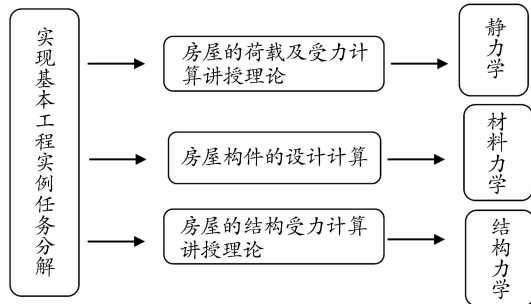 实现基本工程实例任务分解
房屋的荷载及受力计
算讲授理论
静力学
房屋构件的设计计算
材料力学
房屋的结构受力计算
讲授理论
结构力学